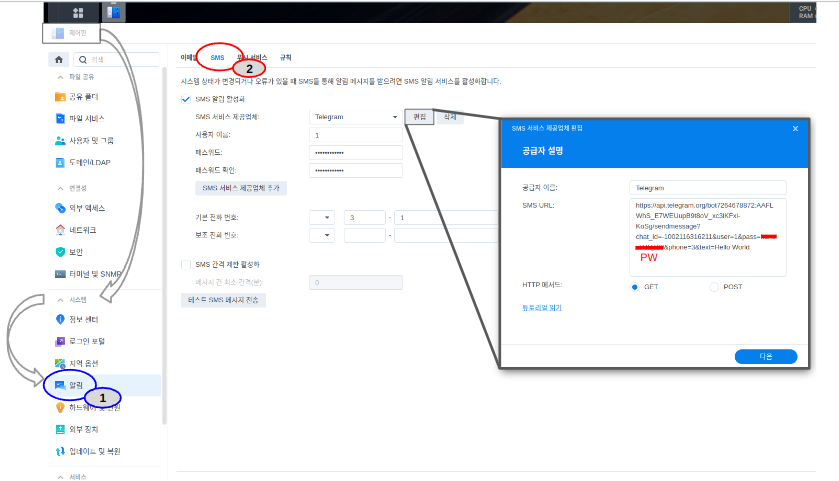 CPU
RAM
제어판
검색
파일 공유
공유 폴더
파일 서비스
사용자 및 그룹
도메인/LDAP
연결성
외부 액세스
네트워크
보안
터미널 및 SNMP
시스템
정보 센터
로그인 포털
지역 옵션
알림
1
하드웨어 및 전원
외부 장치
업데이트 및 복원
서비스
이메일 SMS 푸시 서비스 규칙
2
시스템 상태가 변경되거나 오류가 있을 때 SMS를 통해 알림 메시지를 받으려면 SMS 알림 서비스를 활성화합니다.
SMS 알림 활성화
SMS 서비스 제공업체: Telegram 편집 삭제
사용자 이름: 1
패스워드: ••••••••••••
패스워드 확인: ••••••••••••
SMS 서비스 제공업체 추가
기본 전화 번호: 3 - 1
보조 전화 번호: -
SMS 간격 제한 활성화
메시지 간 최소 간격(분): 0
테스트 SMS 메시지 전송
SMS 서비스 제공업체 편집
공급자 설명
공급자 이름: Telegram
SMS URL: https://api.telegram.org/bot7264678872:AAFL
WhS_E7WEUupB9t8oV_xc3IKFxi-
KoSg/sendmessage?
chat_id=-1002116316211&user=1&pass=
&phone=3&text=Hello World
PW
HTTP 메서드: GET POST
튜토리얼 읽기
다음